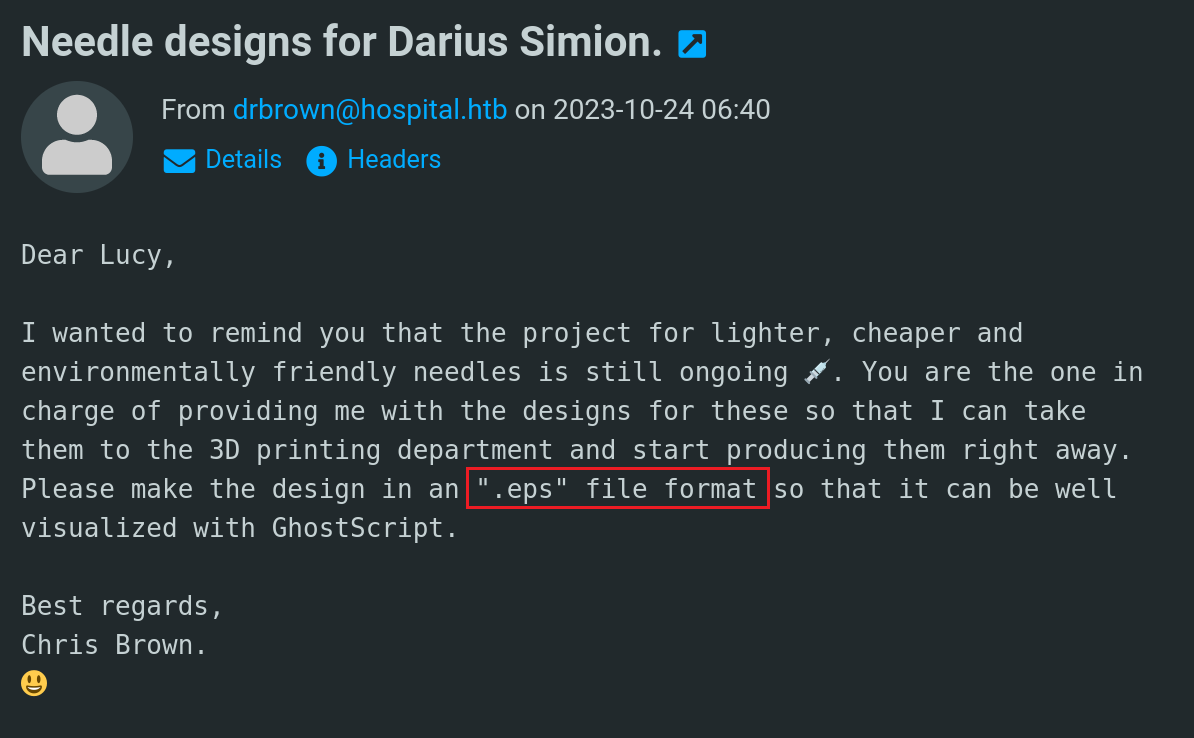 Needle designs for Darius Simion.
From drbrown@hospital.htb on 2023-10-24 06:40
Details Headers
Dear Lucy,
I wanted to remind you that the project for lighter, cheaper and
environmentally friendly needles is still ongoing 💉. You are the one in
charge of providing me with the designs for these so that I can take
them to the 3D printing department and start producing them right away.
Please make the design in an ".eps" file format so that it can be well
visualized with GhostScript.
Best regards,
Chris Brown.
😃